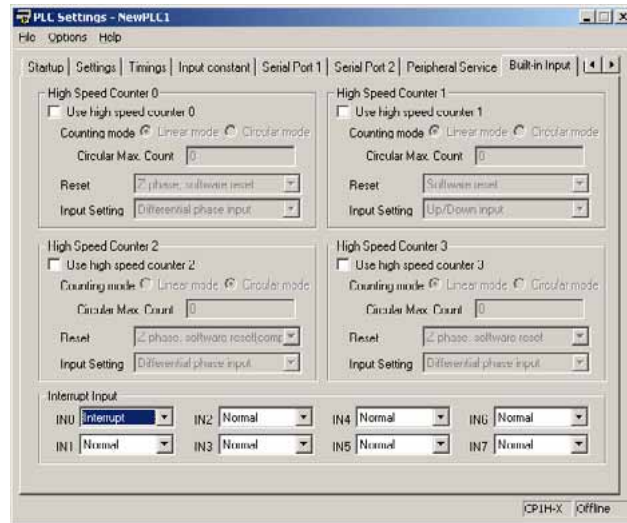 PLC Settings - NewPLC1
File Options Help
Startup Settings Timings Input constant Serial Port 1 Serial Port 2 Peripheral Service Built-in Input
High Speed Counter 0
Use high speed counter 0
Counting mode Linear mode Circular mode
Circular Max. Count 0
Reset Z phase, software reset
Input Setting Differential phase input
High Speed Counter 1
Use high speed counter 1
Counting mode Linear mode Circular mode
Circular Max. Count 0
Reset Software reset
Input Setting Up/Down input
High Speed Counter 2
Use high speed counter 2
Counting mode Linear mode Circular mode
Circular Max. Count 0
Reset Z phase, software reset(comp
Input Setting Differential phase input
High Speed Counter 3
Use high speed counter 3
Counting mode Linear mode Circular mode
Circular Max. Count 0
Reset Z phase, software reset
Input Setting Differential phase input
Interrupt Input
IN0 Interrupt IN2 Normal IN4 Normal IN6 Normal
IN1 Normal IN3 Normal IN5 Normal IN7 Normal
CP1H-X Offline